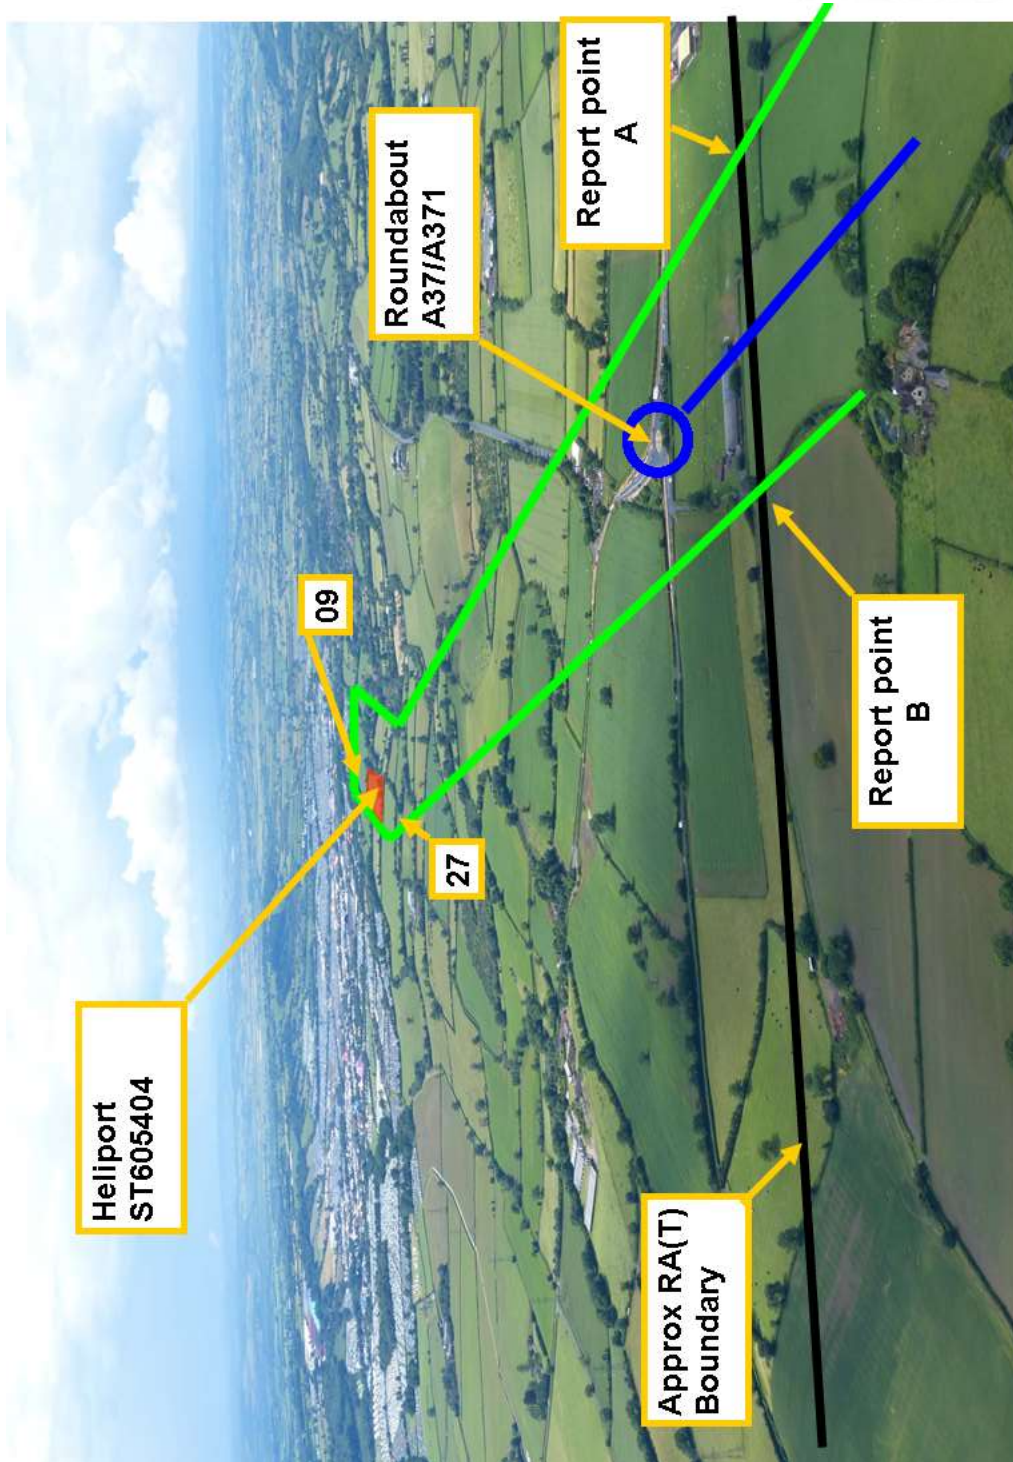 Heliport
ST605404
09
Roundabout
A37/A371
27
Report point
A
Approx RA(T)
Boundary
Report point
B